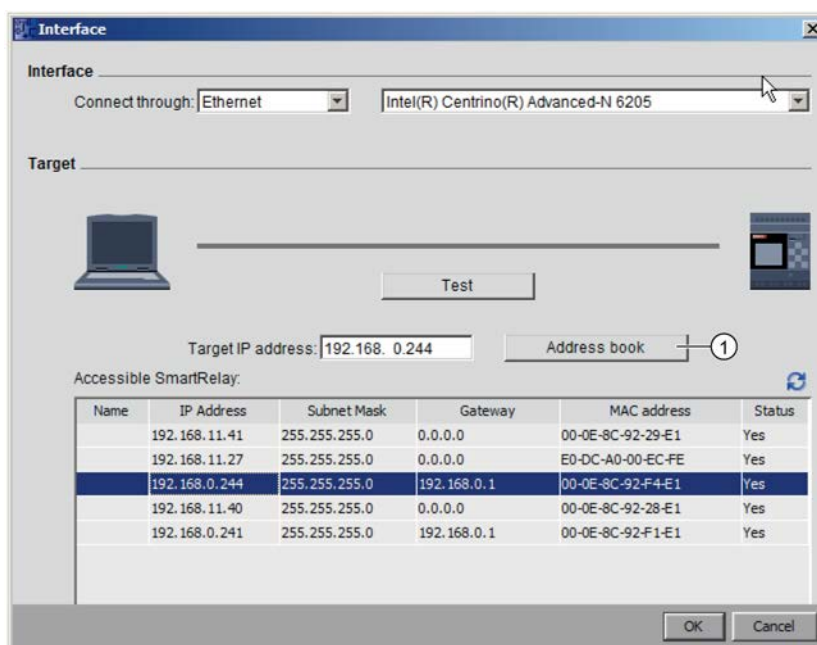 Interface
Interface
Connect through: Ethernet Intel(R) Centrino(R) Advanced-N 6205
Target
Test
Target IP address: 192.168. 0.244 Address book 1
Accessible SmartRelay:
Name IP Address Subnet Mask Gateway MAC address Status
192.168.11.41 255.255.255.0 0.0.0.0 00-0E-8C-92-29-E1 Yes
192.168.11.27 255.255.255.0 0.0.0.0 E0-DC-A0-00-EC-FE Yes
192.168.0.244 255.255.255.0 192.168.0.1 00-0E-8C-92-F4-E1 Yes
192.168.11.40 255.255.255.0 0.0.0.0 00-0E-8C-92-28-E1 Yes
192.168.0.241 255.255.255.0 192.168.0.1 00-0E-8C-92-F1-E1 Yes
OK Cancel